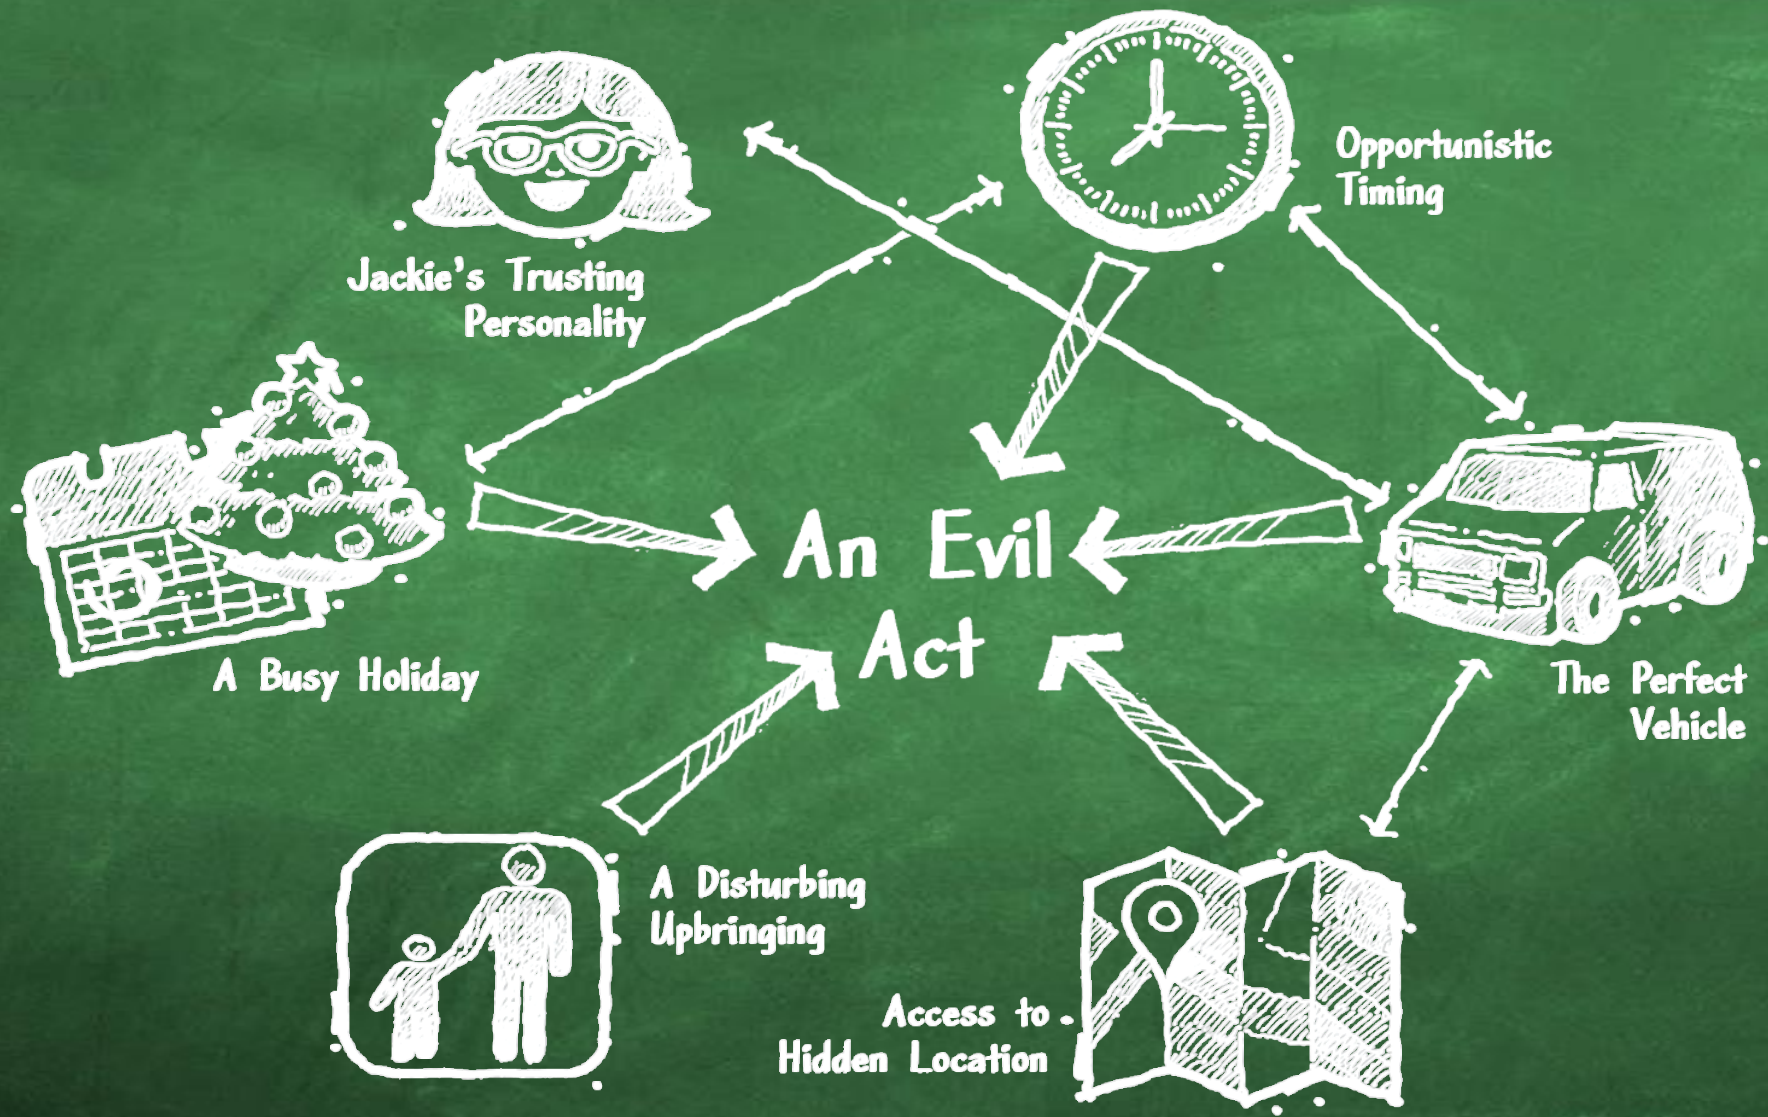 Opportunistic
Timing
Jackie's Trusting
Personality
An Evil
Act
A Busy Holiday
The Perfect
Vehicle
A Disturbing
Upbringing
Access to
Hidden Location